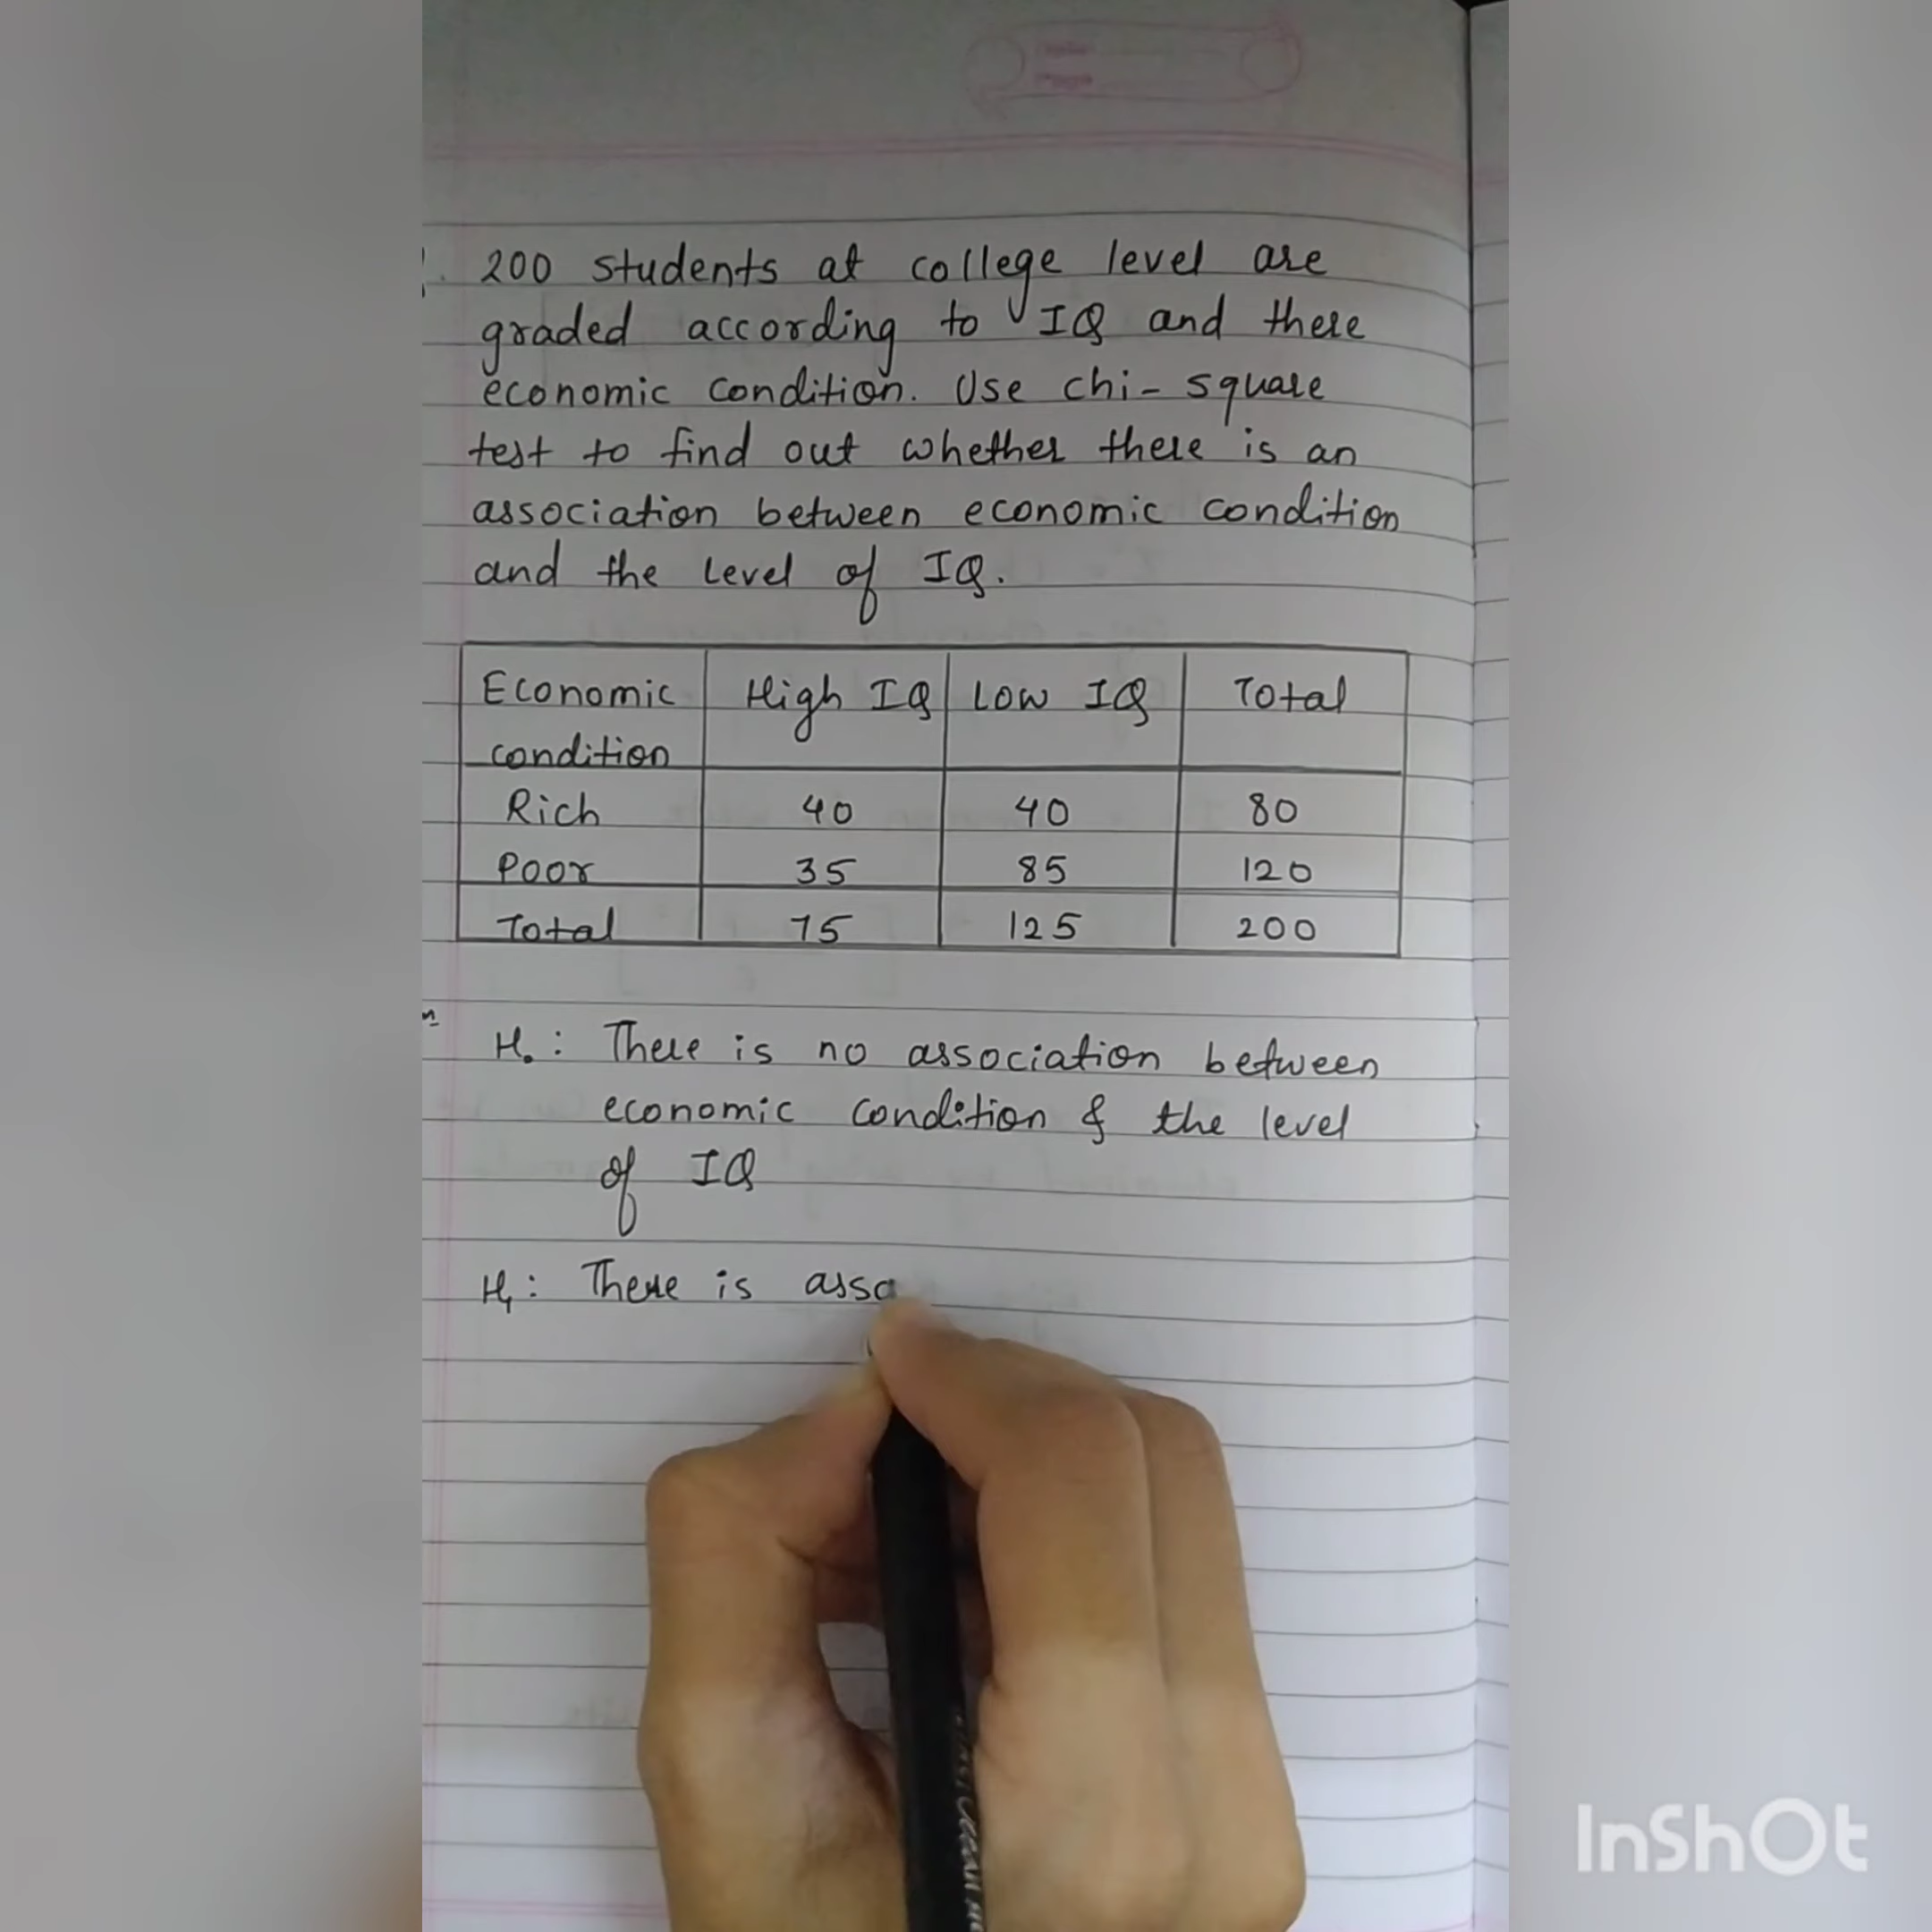 200 students at college level are
graded according to IQ and there
economic condition. Use chi-square
test to find out whether there is an
association between economic condition
and the level of IQ.
Economic condition High IQ Low IQ Total
Rich 40 40 80
Poor 35 85 120
Total 75 125 200
H₀: There is no association between
economic condition & the level
of IQ
H₁: There is asso
InShOt